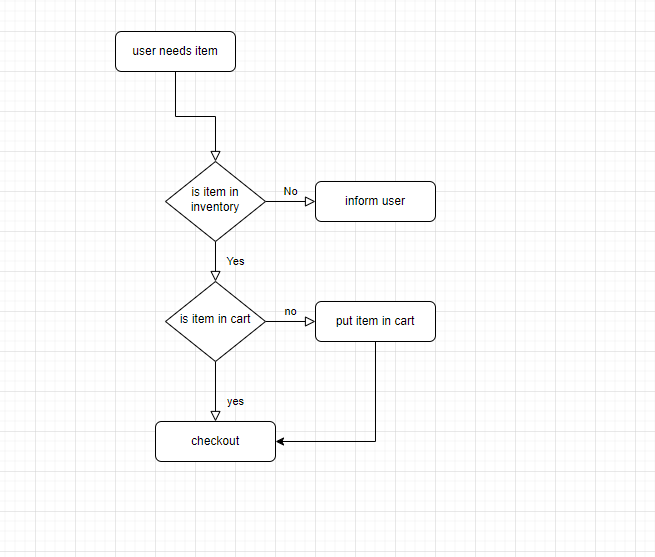 user needs item
is item in
inventory
No
inform user
Yes
is item in cart
no
put item in cart
yes
checkout